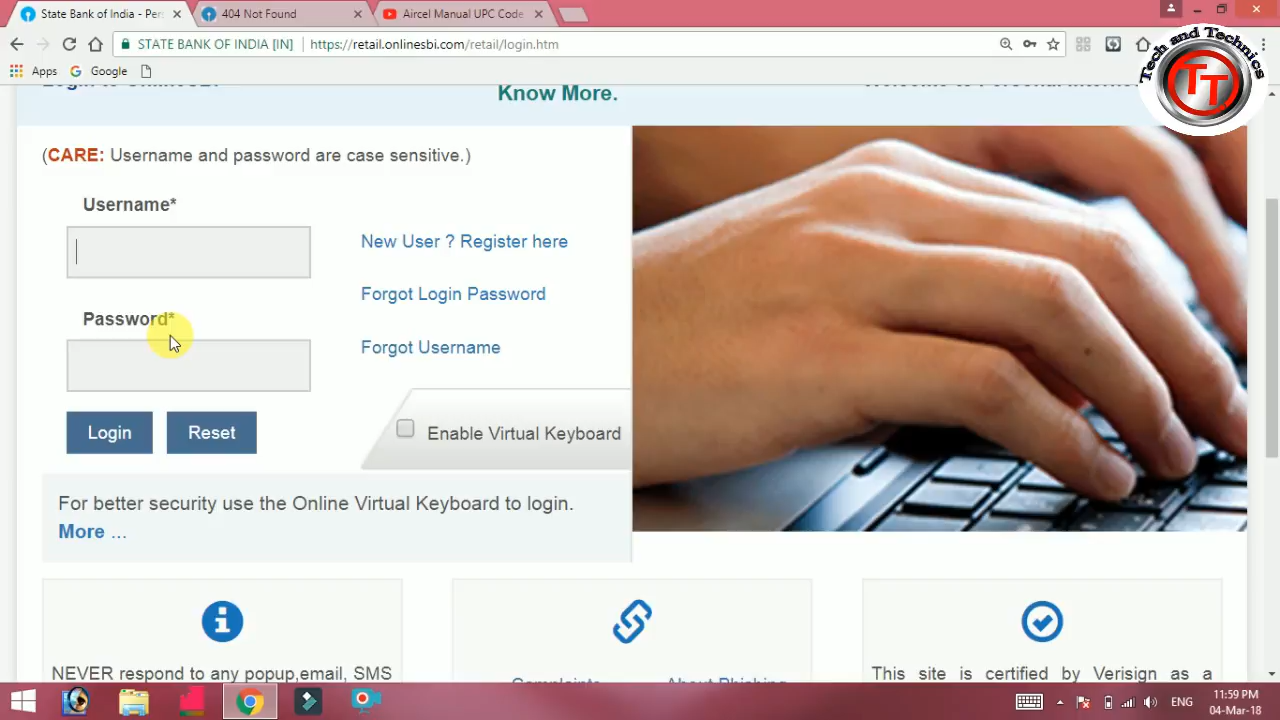 State Bank of India - Per
404 Not Found
Aircel Manual UPC Code
STATE BANK OF INDIA [IN]
https://retail.onlinesbi.com/retail/login.htm
Apps
Google
Tech and Technics
TT
Know More.
(CARE: Username and password are case sensitive.)
Username*
New User ? Register here
Forgot Login Password
Password*
Forgot Username
Login
Reset
Enable Virtual Keyboard
For better security use the Online Virtual Keyboard to login.
More ...
NEVER respond to any popup,email, SMS
Complaints
About Phishing
This site is certified by Verisign as a
ENG
11:59 PM
04-Mar-18